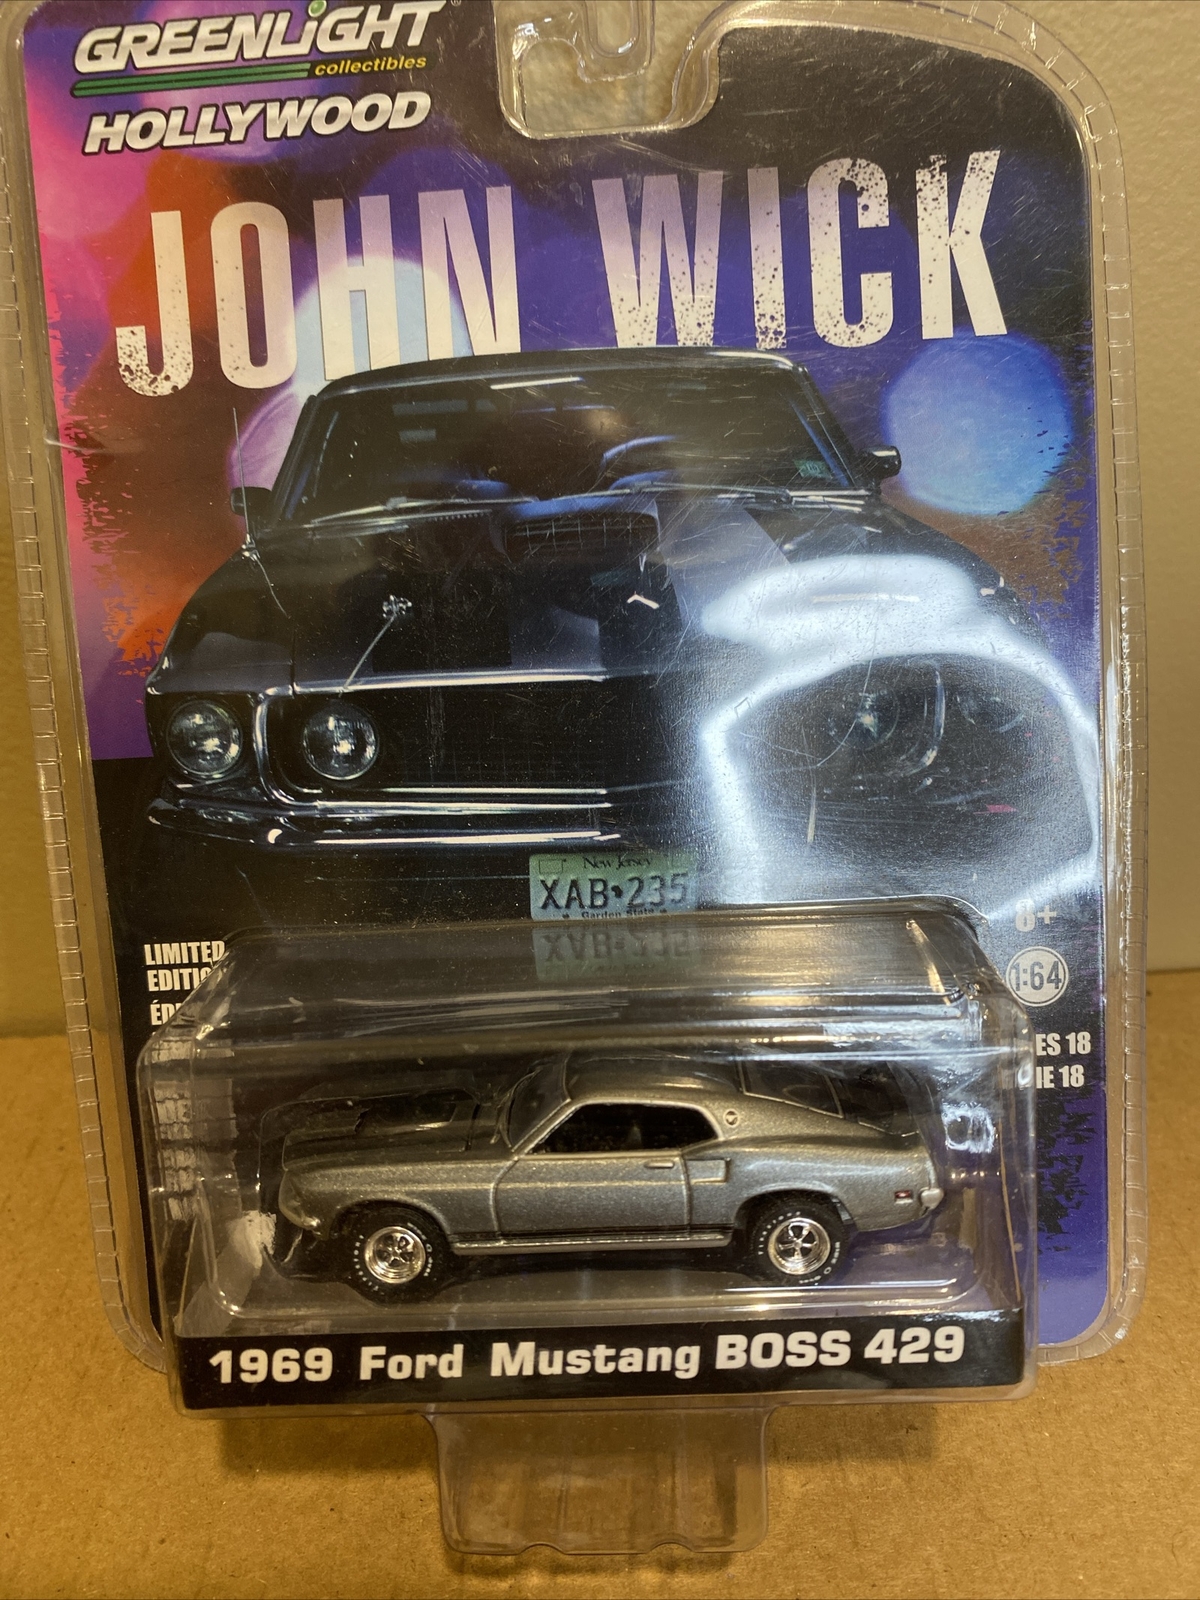 GREENLiGHT
collectibles
HOLLYWOOD
JOHN WICK
New Jersey
XAB 235
Garden State
8+
LIMITED
1:64
1969 Ford Mustang BOSS 429